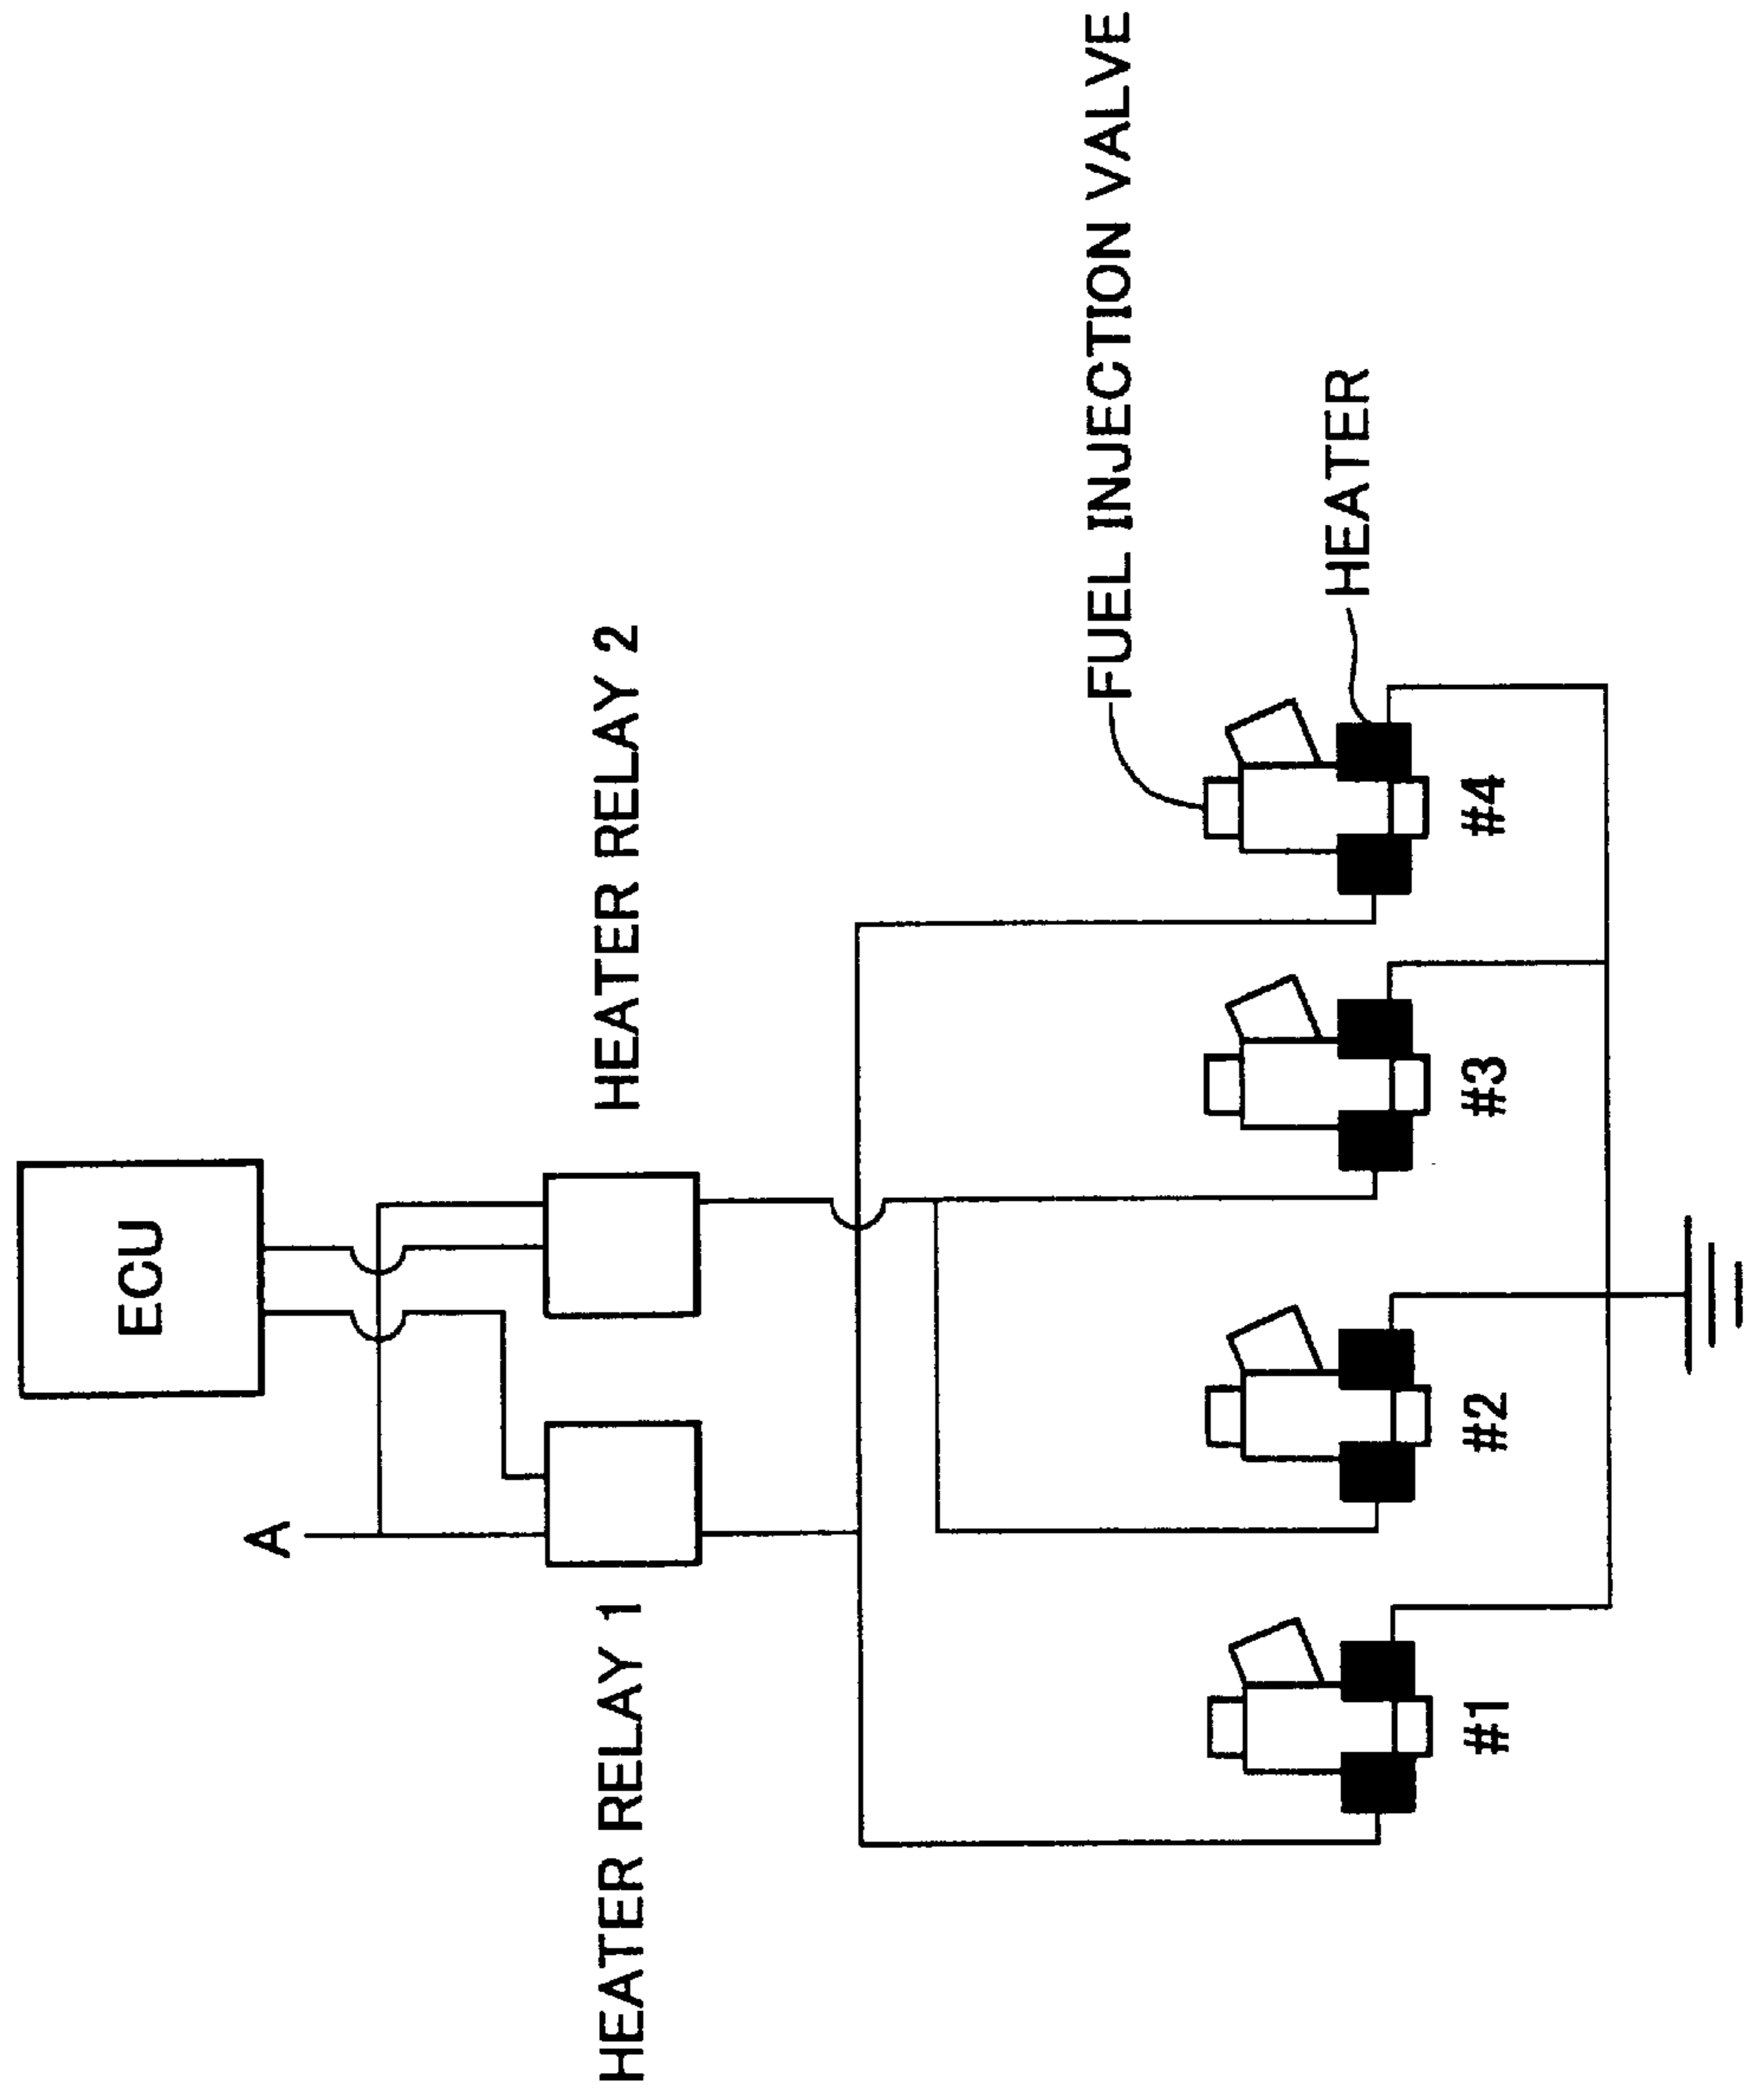 ECU
A
HEATER RELAY 1
HEATER RELAY 2
FUEL INJECTION VALVE
HEATER
#1
#2
#3
#4